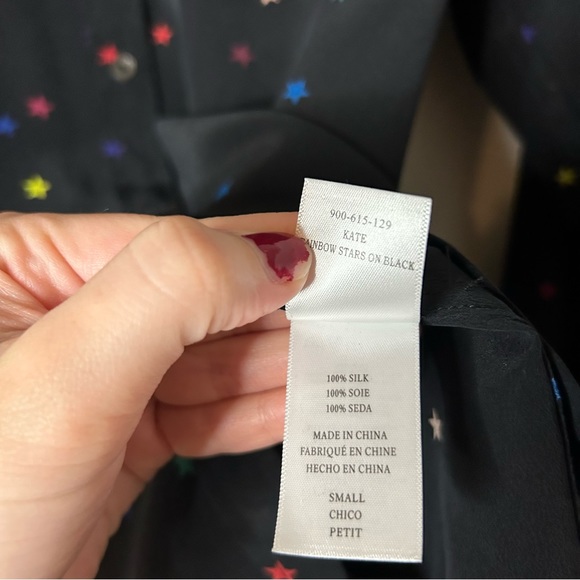 900-615-129
KATE
STARS ON BLACK
100% SILK
100% SOIE
100% SEDA
MADE IN CHINA
FABRIQUÉ EN CHINE
HECHO EN CHINA
SMALL
CHICO
PETIT